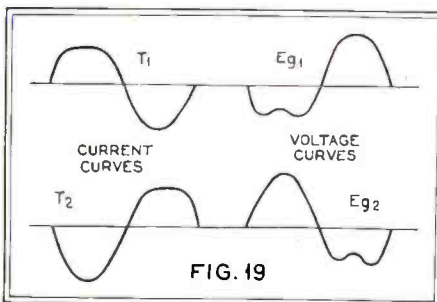 T1
Eg1
CURRENT CURVES
VOLTAGE CURVES
T2
Eg2
FIG. 19